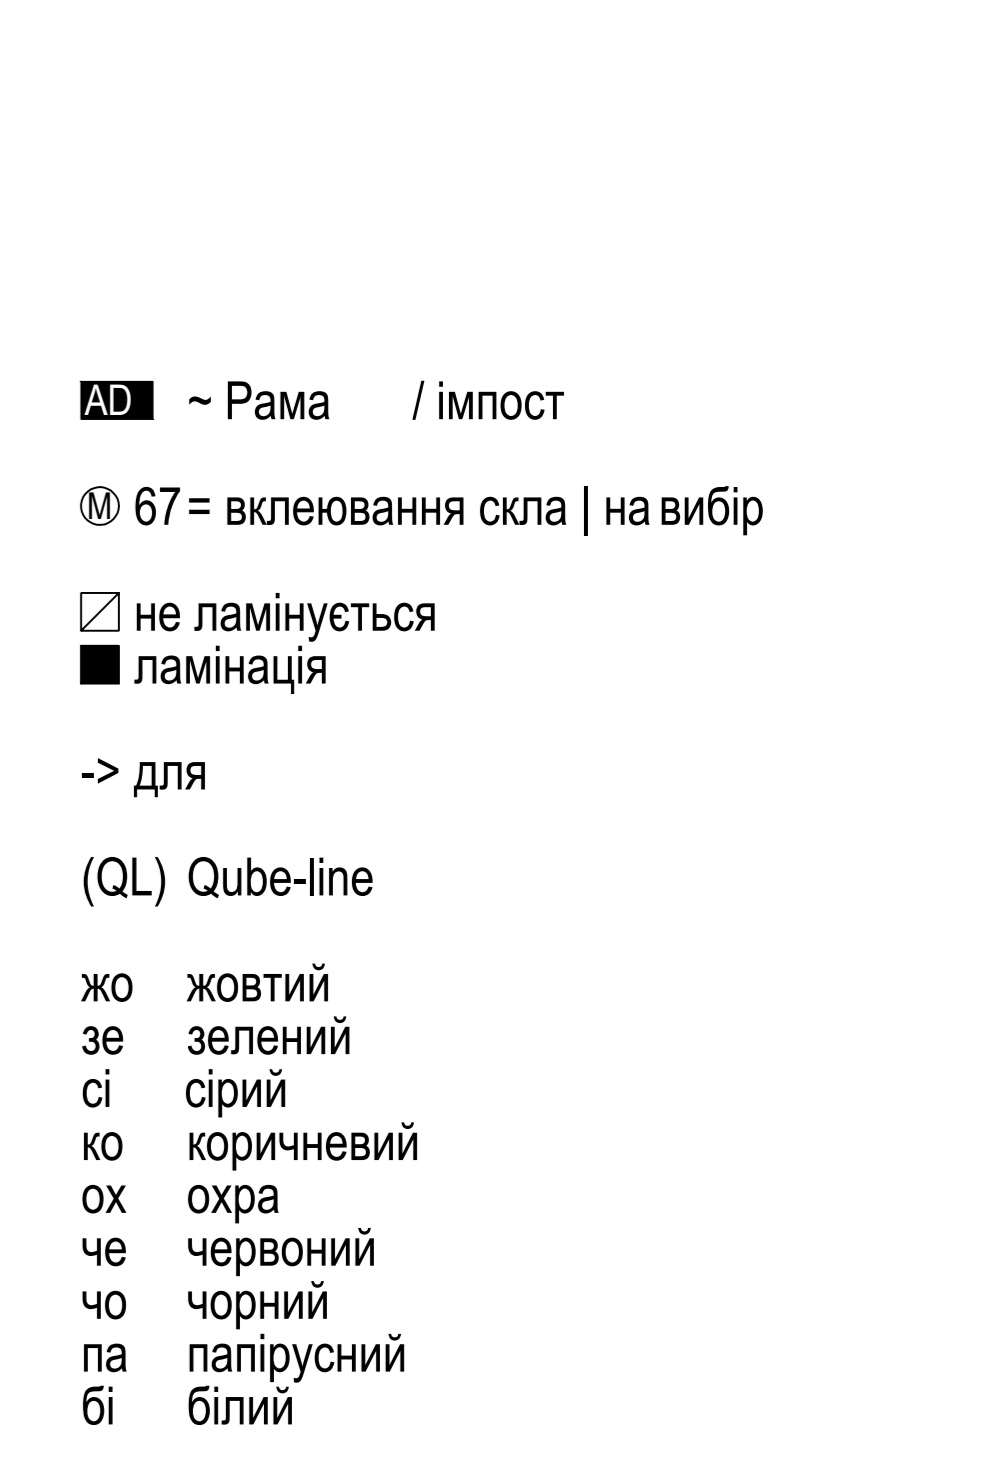 AD ~ Рама / імпост
Ⓜ 67 = вклеювання скла | на вибір
не ламінується
ламінація
-> для
(QL) Qube-line
жо жовтий
зе зелений
сі сірий
ко коричневий
ох охра
че червоний
чо чорний
па папірусний
бі білий